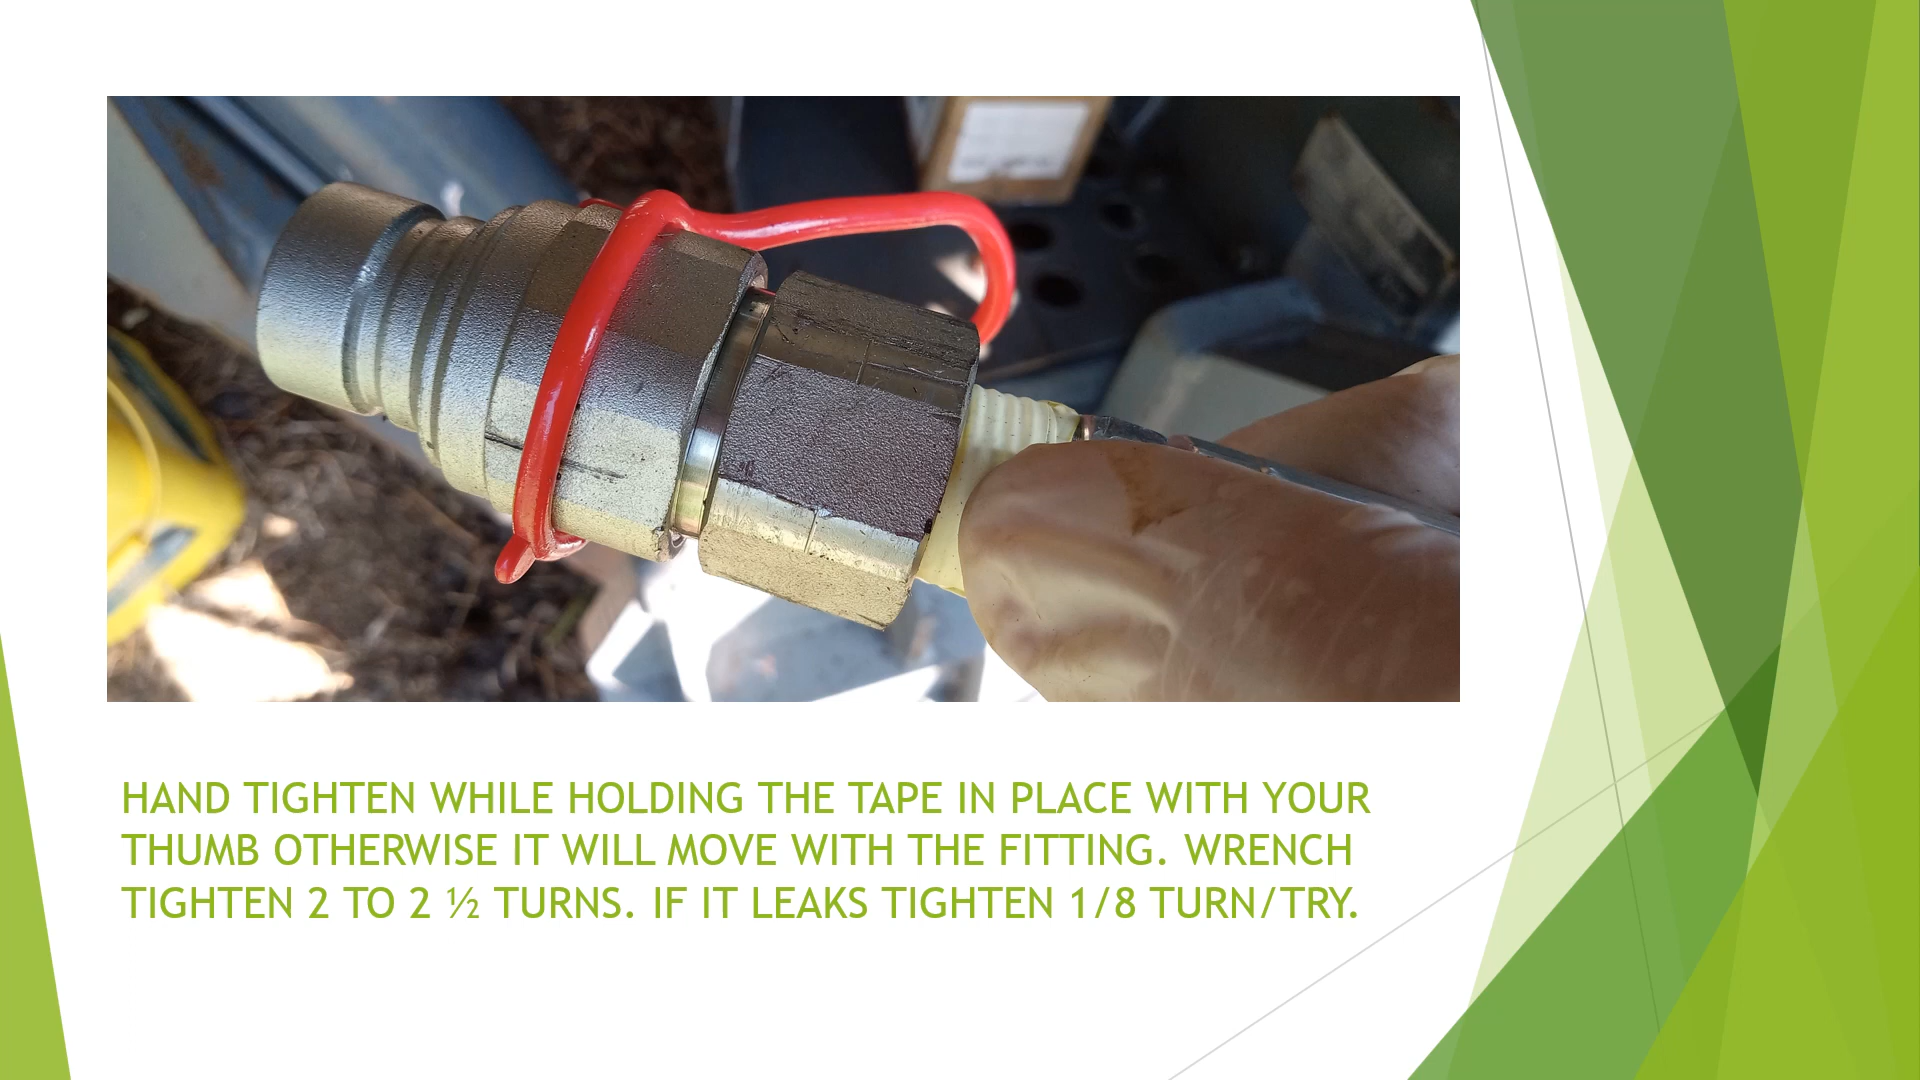 HAND TIGHTEN WHILE HOLDING THE TAPE IN PLACE WITH YOUR
THUMB OTHERWISE IT WILL MOVE WITH THE FITTING. WRENCH
TIGHTEN 2 TO 2 ½ TURNS. IF IT LEAKS TIGHTEN 1/8 TURN/TRY.